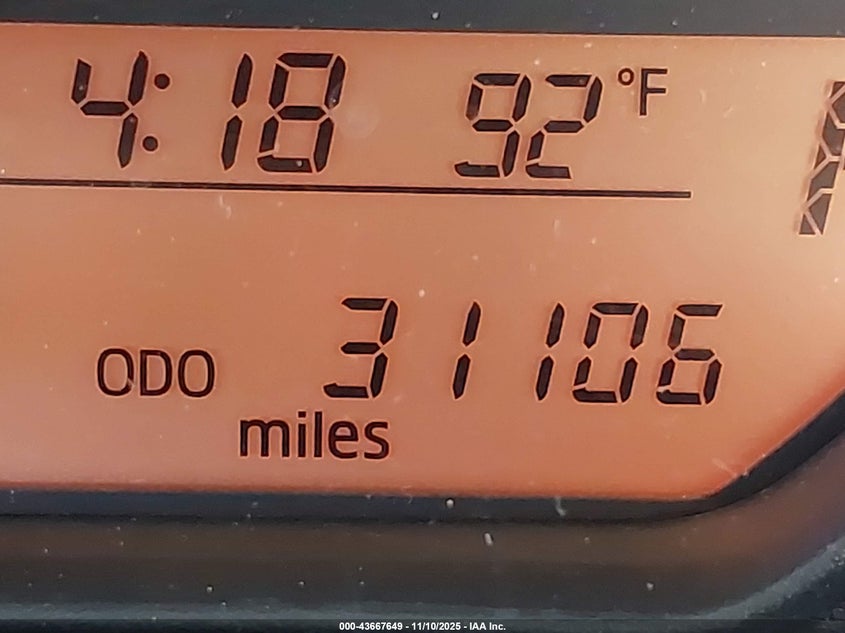 4:18 92°F
ODO 31106
miles
000-43667649 - 11/10/2025 - IAA Inc.